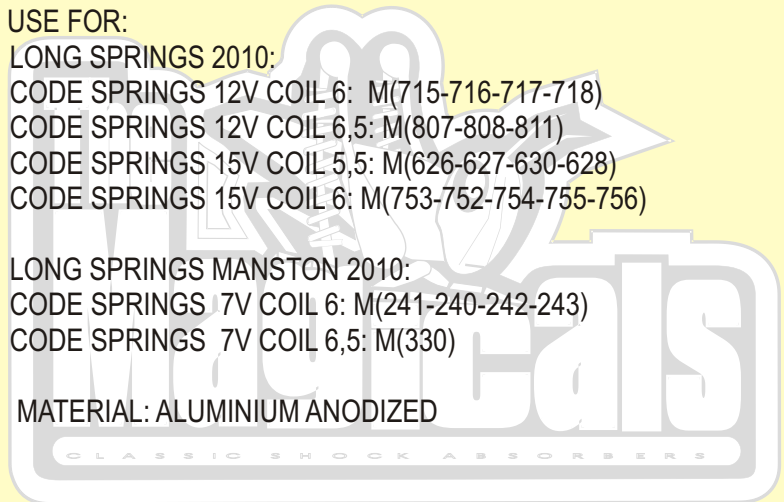 USE FOR:
LONG SPRINGS 2010:
CODE SPRINGS 12V COIL 6: M(715-716-717-718)
CODE SPRINGS 12V COIL 6,5: M(807-808-811)
CODE SPRINGS 15V COIL 5,5: M(626-627-630-628)
CODE SPRINGS 15V COIL 6: M(753-752-754-755-756)
LONG SPRINGS MANSTON 2010:
CODE SPRINGS 7V COIL 6: M(241-240-242-243)
CODE SPRINGS 7V COIL 6,5: M(330)
Magicals
MATERIAL: ALUMINIUM ANODIZED
CLASSIC SHOCK ABSORBERS